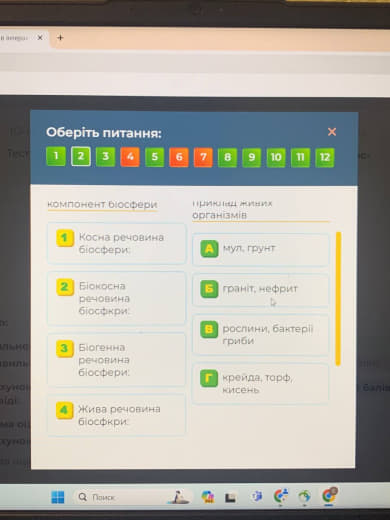 Оберіть питання:
1 2 3 4 5 6 7 8 9 10 11 12
компонент біосфери
приклад живих
організмів
1 Косна речовина
біосфери:
2 Біокосна
речовина
біосфкри:
3 Біогенна
речовина
біосфери:
4 Жива речовина
біосфкри:
А мул, грунт
Б граніт, нефрит
В рослини, бактерії
гриби
Г крейда, торф,
кисень
Поиск